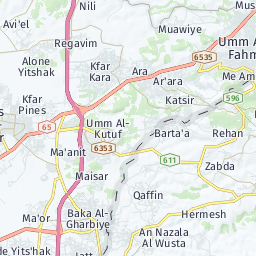 Nili
Avi'el
Muawiye
Regavim
Umm A
Fahm
6535
Alone
Yitshak
Kfar
Kara
Ara
Ar'ara
Me Am
Kfar
Pines
Katsir
596
65
Umm Al-
Kutuf
Barta'a
Rehan
Ma'anit
6353
611
Zabda
Maisar
Qaffin
Ma'or
Baka Al-
Gharbiye
Hermesh
An Nazala
Al Wusta
de Yits'hak
Jatt